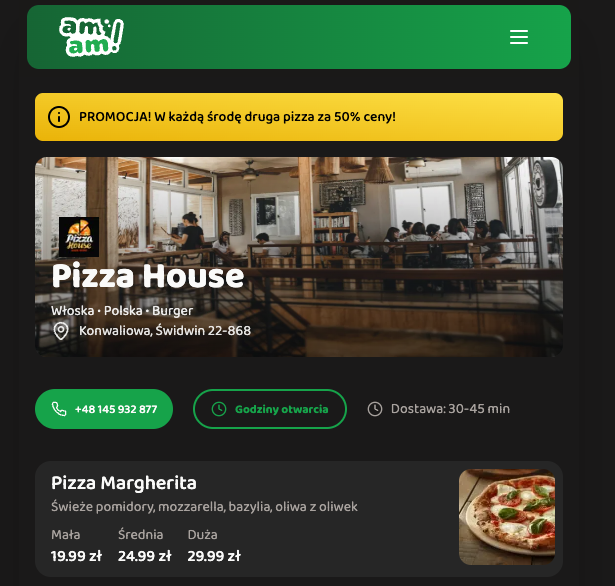 am
am!
PROMOCJA! W każdą środę druga pizza za 50% ceny!
Pizza
House
Pizza House
Włoska • Polska • Burger
Konwaliowa, Świdwin 22-868
+48 145 932 877
Godziny otwarcia
Dostawa: 30-45 min
Pizza Margherita
Świeże pomidory, mozzarella, bazylia, oliwa z oliwek
Mała Średnia Duża
19.99 zł 24.99 zł 29.99 zł